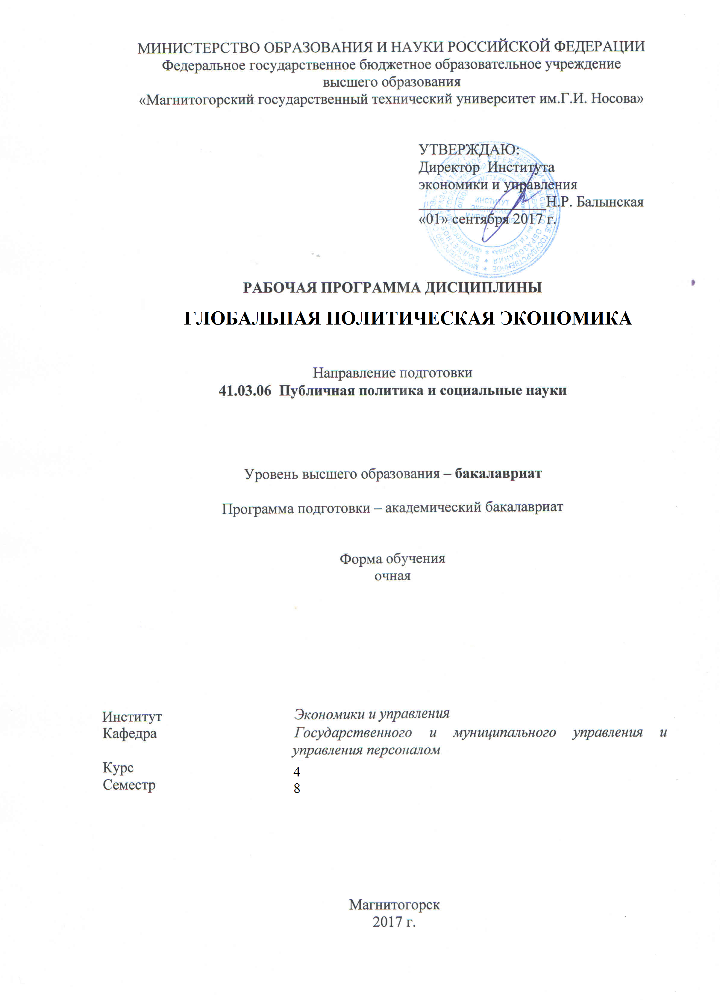 МИНИСТЕРСТВО ОБРАЗОВАНИЯ И НАУКИ РОССИЙСКОЙ ФЕДЕРАЦИИ
Федеральное государственное бюджетное образовательное учреждение
высшего образования
«Магнитогорский государственный технический университет им.Г.И. Носова»
УТВЕРЖДАЮ:
Директор Института
экономики и управления
Н.Р. Балынская
«01» сентября 2017 г.
ИНСТИТУТ
ЭКОНОМИКИ
И УПРАВЛЕНИЯ
РАБОЧАЯ ПРОГРАММА ДИСЦИПЛИНЫ
ГЛОБАЛЬНАЯ ПОЛИТИЧЕСКАЯ ЭКОНОМИКА
Направление подготовки
41.03.06 Публичная политика и социальные науки
Уровень высшего образования – бакалавриат
Программа подготовки – академический бакалавриат
Форма обучения
очная
Институт Экономики и управления
Кафедра Государственного и муниципального управления и
управления персоналом
Курс 4
Семестр 8
Магнитогорск
2017 г.